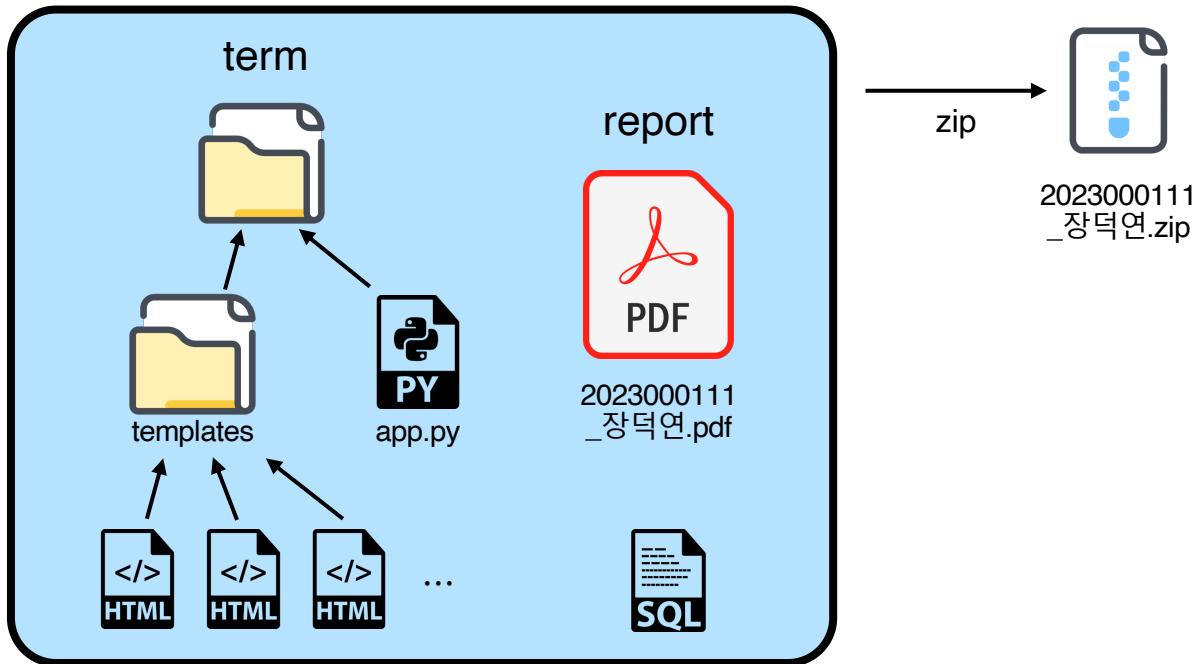 term
report
zip
2023000111
_장덕연.zip
PDF
2023000111
_장덕연.pdf
PY
templates
app.py
</>
HTML
</>
HTML
</>
HTML
...
SQL